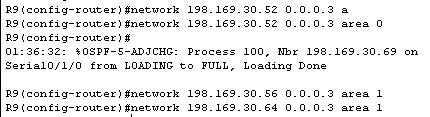 R9(config-router)#network 198.169.30.52 0.0.0.3 a
R9(config-router)#network 198.169.30.52 0.0.0.3 area 0
R9(config-router)#
01:36:32: %OSPF-5-ADJCHG: Process 100, Nbr 198.169.30.69 on
Serial0/1/0 from LOADING to FULL, Loading Done
R9(config-router)#network 198.169.30.56 0.0.0.3 area 1
R9(config-router)#network 198.169.30.64 0.0.0.3 area 1